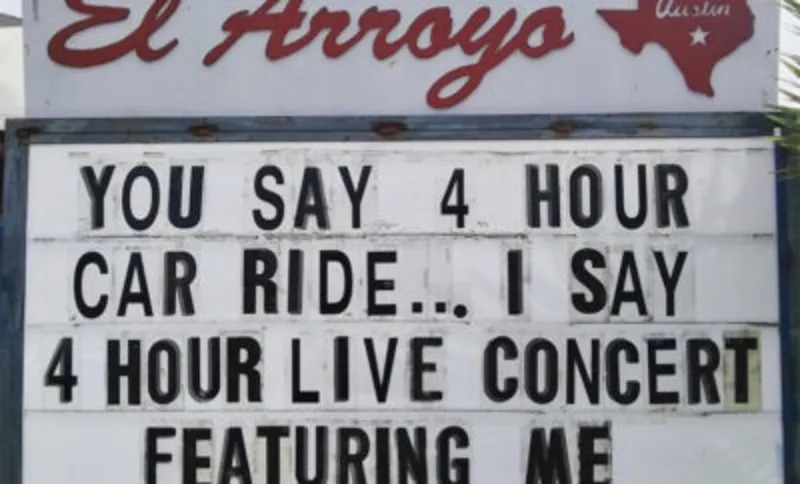 El Arroyo
Austin
YOU SAY 4 HOUR
CAR RIDE... I SAY
4 HOUR LIVE CONCERT
FEATURING ME